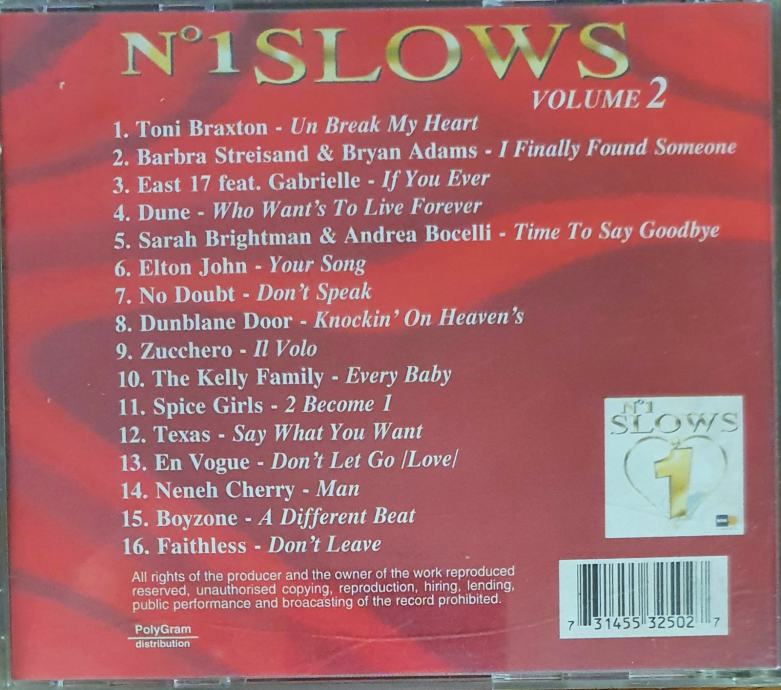 N°1 SLOWS
VOLUME 2
1. Toni Braxton - Un Break My Heart
2. Barbra Streisand & Bryan Adams - I Finally Found Someone
3. East 17 feat. Gabrielle - If You Ever
4. Dune - Who Want's To Live Forever
5. Sarah Brightman & Andrea Bocelli - Time To Say Goodbye
6. Elton John - Your Song
7. No Doubt - Don't Speak
8. Dunblane Door - Knockin' On Heaven's
9. Zucchero - Il Volo
10. The Kelly Family - Every Baby
11. Spice Girls - 2 Become 1
12. Texas - Say What You Want
13. En Vogue - Don't Let Go /Love/
14. Neneh Cherry - Man
15. Boyzone - A Different Beat
16. Faithless - Don't Leave
N°1
SLOWS
1
All rights of the producer and the owner of the work reproduced
reserved, unauthorised copying, reproduction, hiring, lending,
public performance and broacasting of the record prohibited.
PolyGram
distribution
7 31455 32502 7